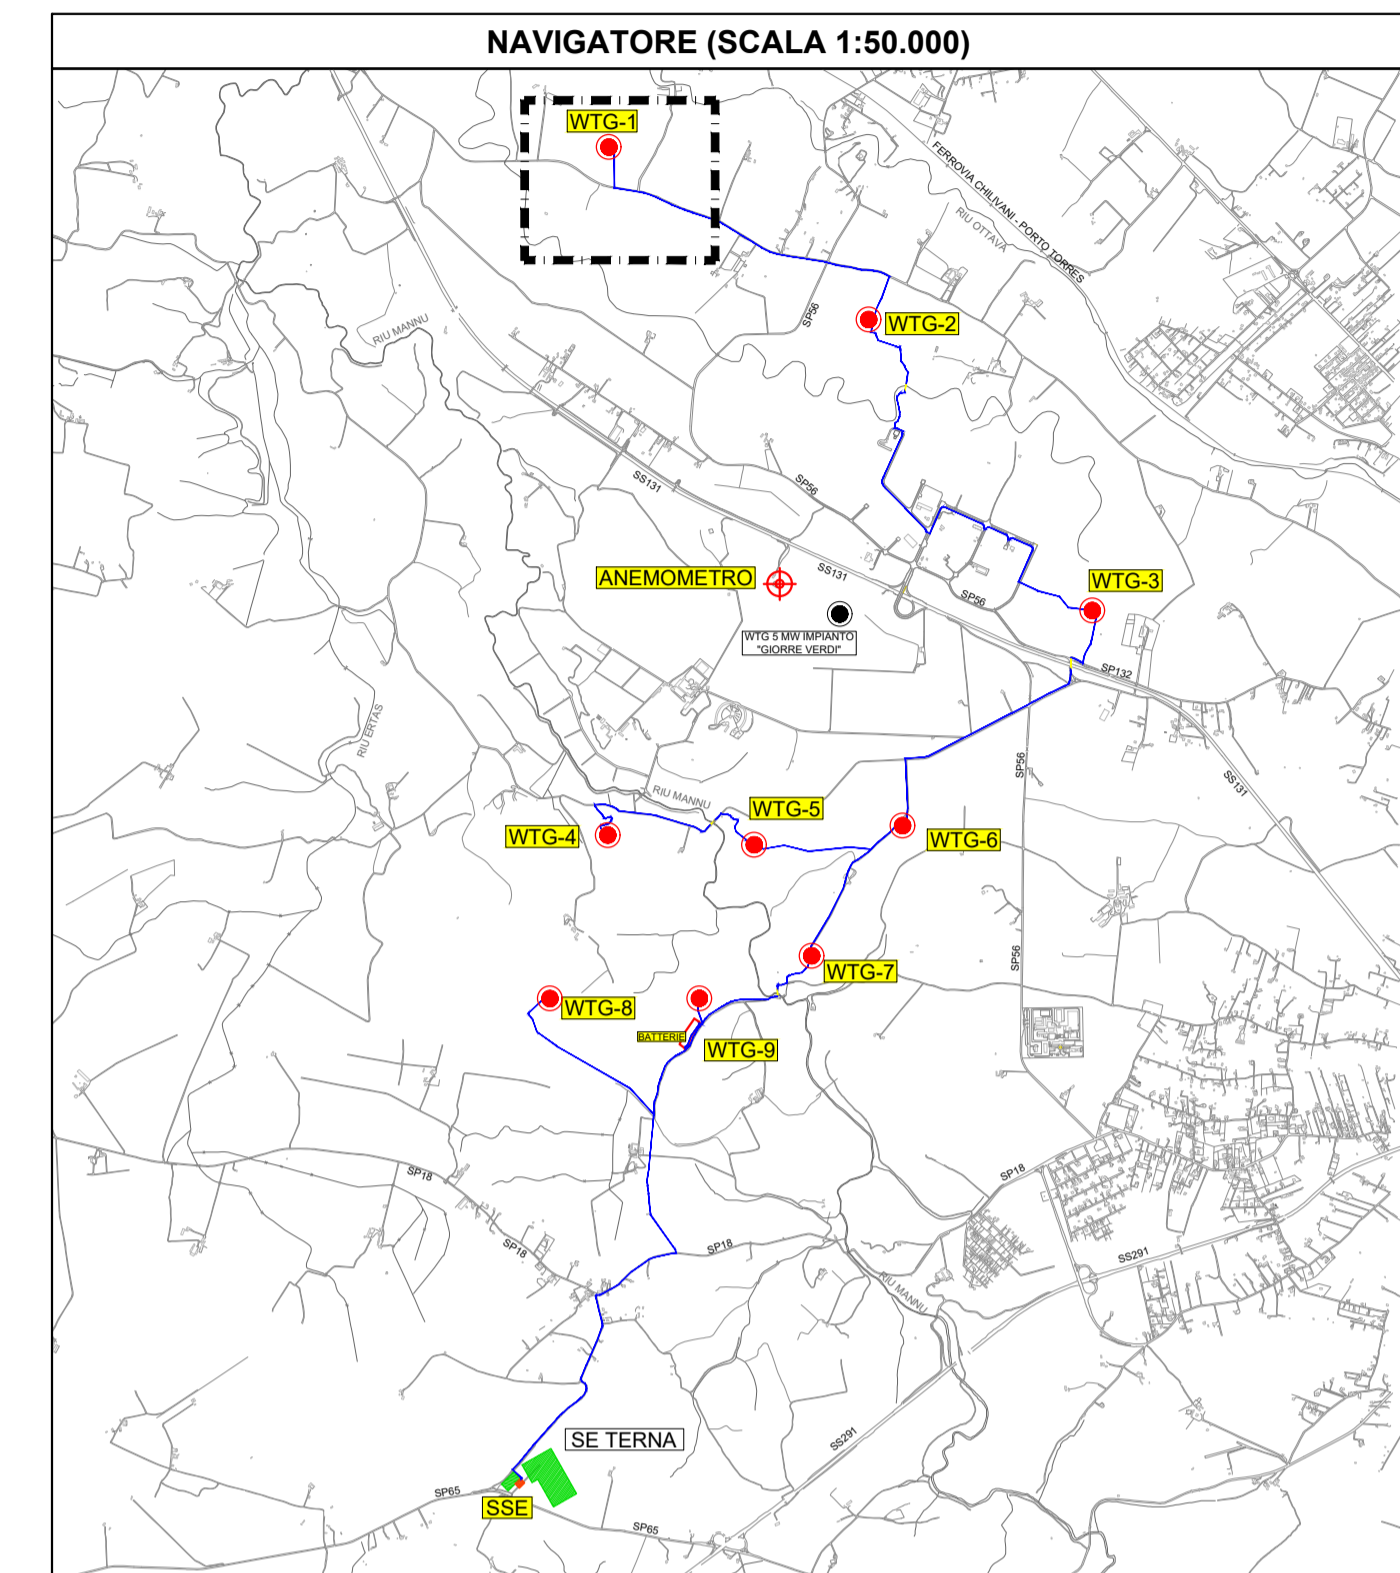 NAVIGATORE (SCALA 1:50.000)
WTG-1
FERROVIA CHILIVANI - PORTO TORRES
RIU OTTAVA
SP56
WTG-2
RIU MANNU
SS131
SP56
ANEMOMETRO
SS131
WTG-3
SP56
WTG 5 MW IMPIANTO
"GIORRE VERDI"
SP132
RIU ERTAS
SP56
SS131
RIU MANNU
WTG-5
WTG-4
WTG-6
SP56
WTG-7
WTG-8
BATTERIE
WTG-9
SP18
SP18
SP18
SP18
SS291
RIU MANNU
SE TERNA
SS291
SP65
SSE
SP65